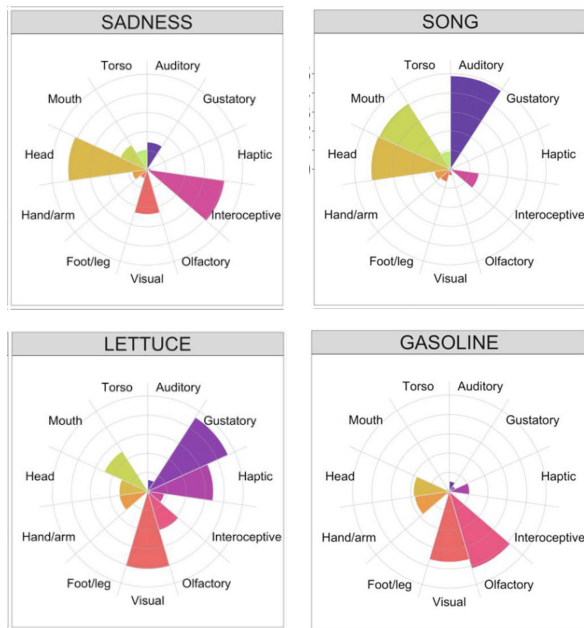 SADNESS
Torso Auditory
Mouth Gustatory
Head Haptic
Hand/arm Interoceptive
Foot/leg Olfactory
Visual
SONG
Torso Auditory
Mouth Gustatory
Head Haptic
Hand/arm Interoceptive
Foot/leg Olfactory
Visual
LETTUCE
Torso Auditory
Mouth Gustatory
Head Haptic
Hand/arm Interoceptive
Foot/leg Olfactory
Visual
GASOLINE
Torso Auditory
Mouth Gustatory
Head Haptic
Hand/arm Interoceptive
Foot/leg Olfactory
Visual